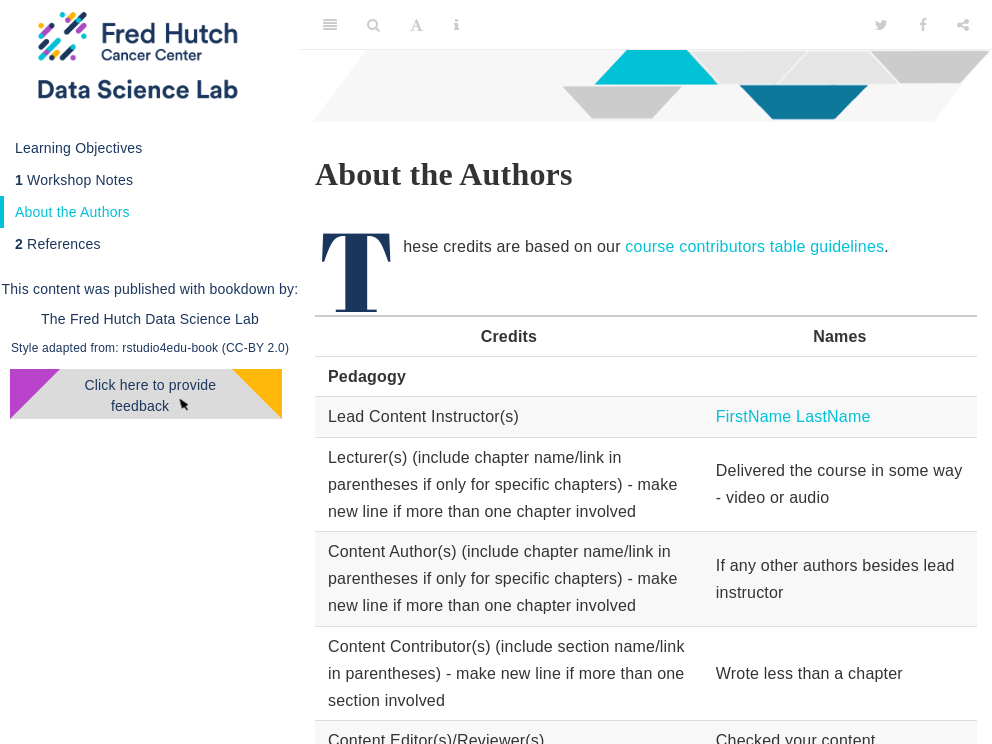 Fred Hutch
Cancer Center
Data Science Lab
Learning Objectives
1 Workshop Notes
About the Authors
2 References
This content was published with bookdown by:
The Fred Hutch Data Science Lab
Style adapted from: rstudio4edu-book (CC-BY 2.0)
Click here to provide
feedback
About the Authors
These credits are based on our course contributors table guidelines.
Credits Names
Pedagogy
Lead Content Instructor(s) FirstName LastName
Lecturer(s) (include chapter name/link in
parentheses if only for specific chapters) - make
new line if more than one chapter involved
Delivered the course in some way
- video or audio
Content Author(s) (include chapter name/link in
parentheses if only for specific chapters) - make
new line if more than one chapter involved
If any other authors besides lead
instructor
Content Contributor(s) (include section name/link
in parentheses) - make new line if more than one
section involved
Wrote less than a chapter
Content Editor(s)/Reviewer(s) Checked your content